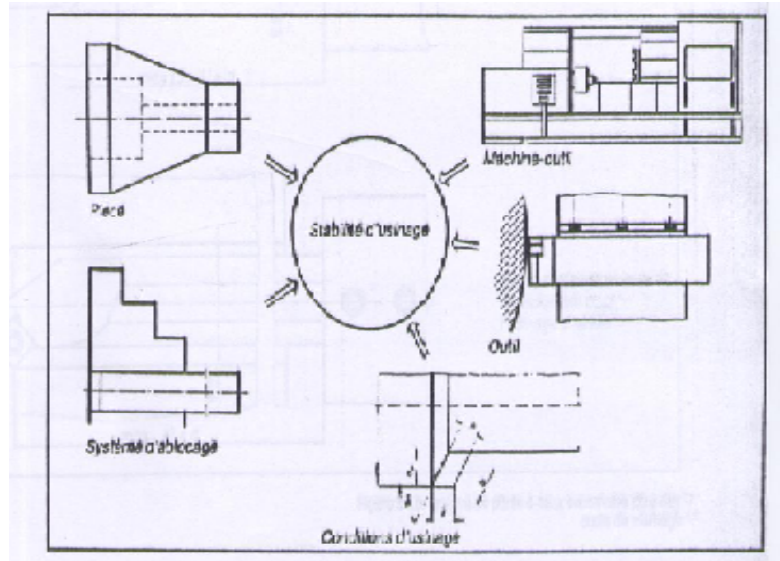 Pièce
Machine-outil
Stabilité d'usinage
Outil
Système d'ablocage
Conditions d'usinage